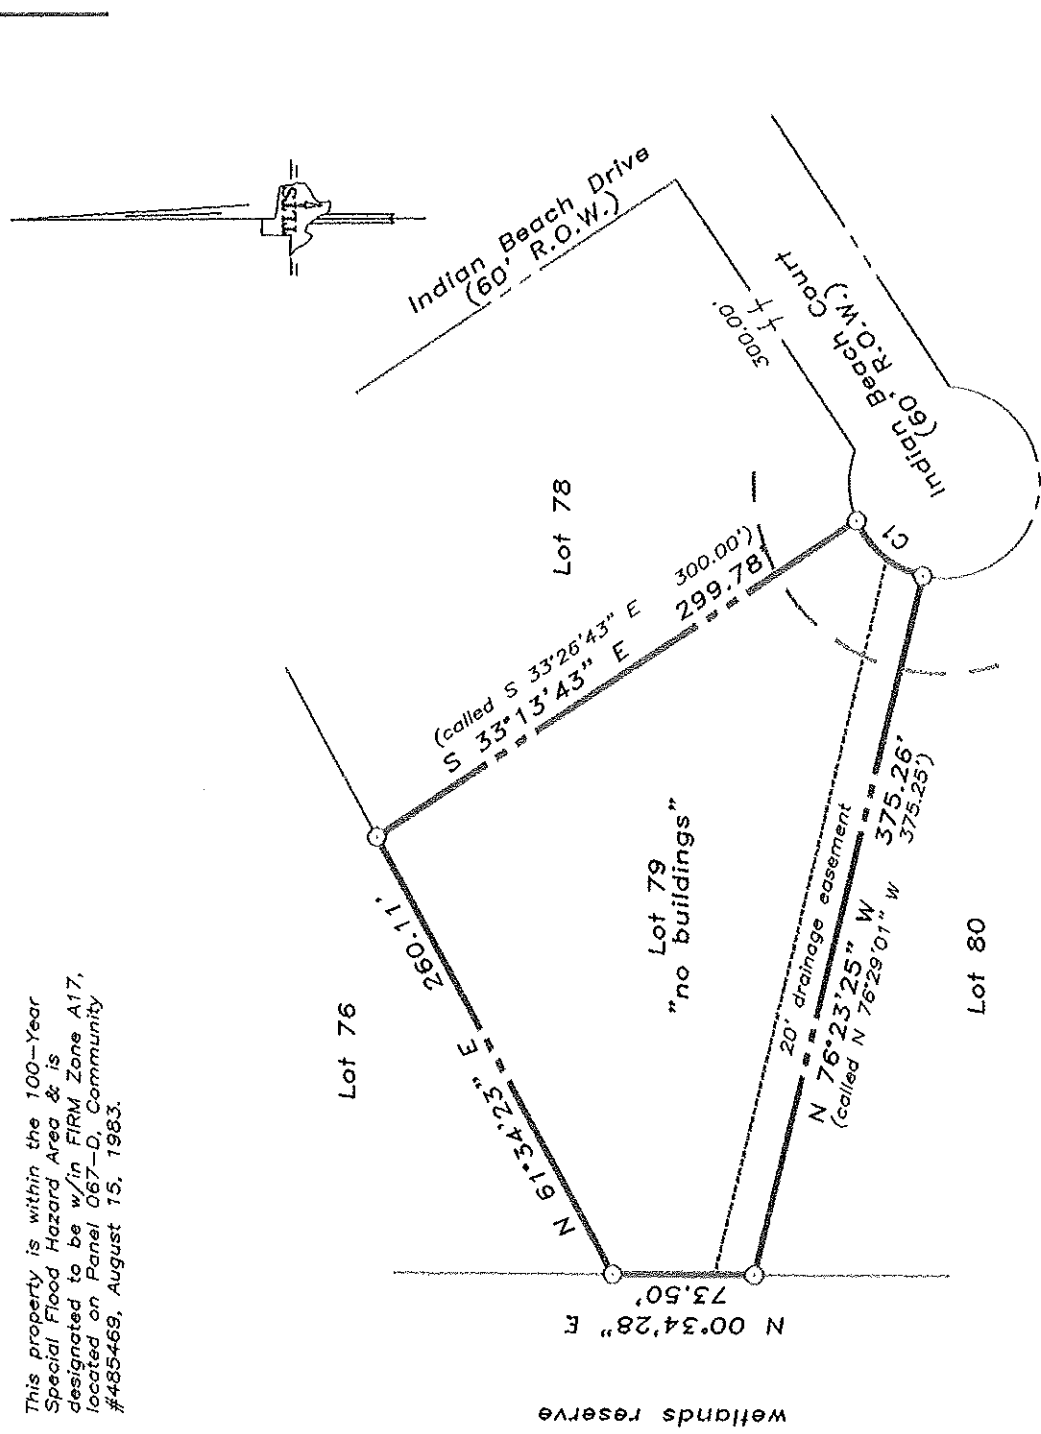 This property is within the 100-Year
Special Flood Hazard Area & is
designated to be w/in FIRM Zone A17,
located on Panel 067-D, Community
#485469, August 15, 1983.
TLTS
Indian Beach Drive
(60' R.O.W.)
300.00'
Indian Beach Court
(60' R.O.W.)
Lot 78
(called S 33°26'43" E 300.00')
S 33°13'43" E 299.78'
C1
Lot 76
N 61°34'23" E 260.11'
Lot 79
"no buildings"
20' drainage easement
N 76°23'25" W 375.26'
(called N 76°29'01" W 375.25')
Lot 80
N 00°34'28" E
73.50'
wetlands reserve